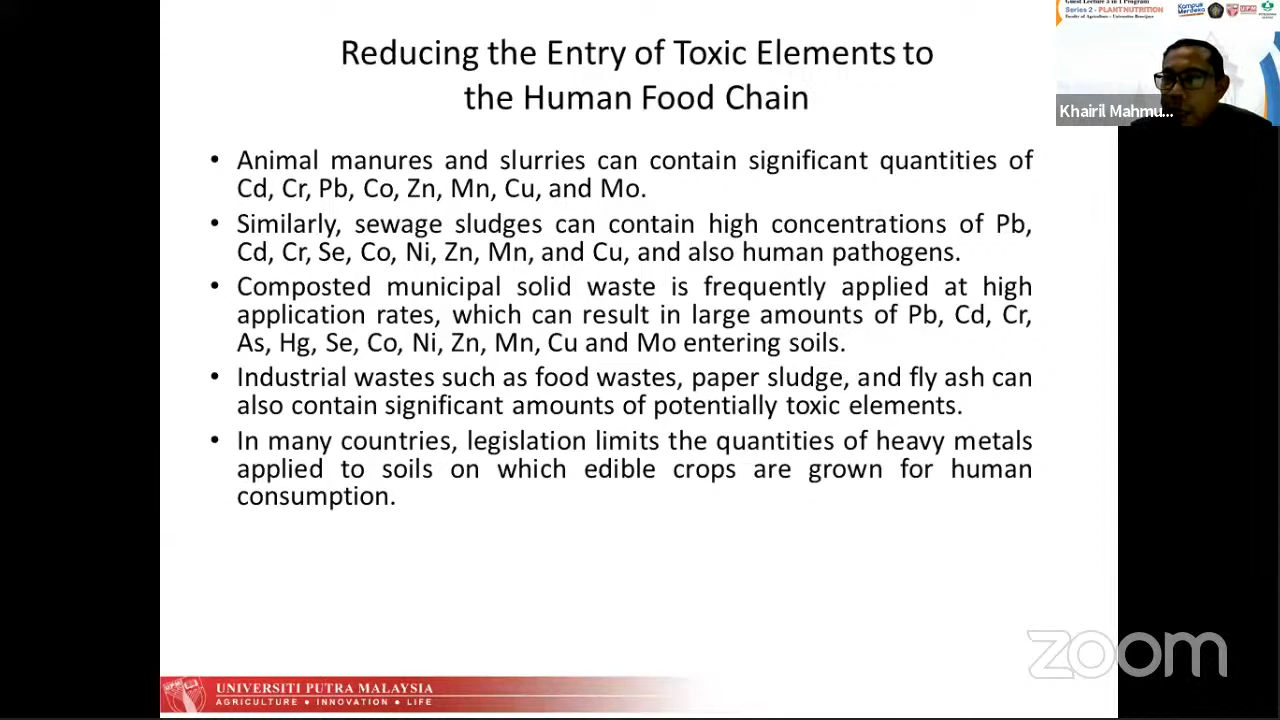 Guest Lecture 3 in 1 Program
Series 2 - PLANT NUTRITION
Faculty of Agriculture - Universitas Brawijaya
Kampus
Merdeka
UPM
Khairil Mahmu...
Reducing the Entry of Toxic Elements to
the Human Food Chain
• Animal manures and slurries can contain significant quantities of
Cd, Cr, Pb, Co, Zn, Mn, Cu, and Mo.
• Similarly, sewage sludges can contain high concentrations of Pb,
Cd, Cr, Se, Co, Ni, Zn, Mn, and Cu, and also human pathogens.
• Composted municipal solid waste is frequently applied at high
application rates, which can result in large amounts of Pb, Cd, Cr,
As, Hg, Se, Co, Ni, Zn, Mn, Cu and Mo entering soils.
• Industrial wastes such as food wastes, paper sludge, and fly ash can
also contain significant amounts of potentially toxic elements.
• In many countries, legislation limits the quantities of heavy metals
applied to soils on which edible crops are grown for human
consumption.
zoom
UNIVERSITI PUTRA MALAYSIA
AGRICULTURE • INNOVATION • LIFE